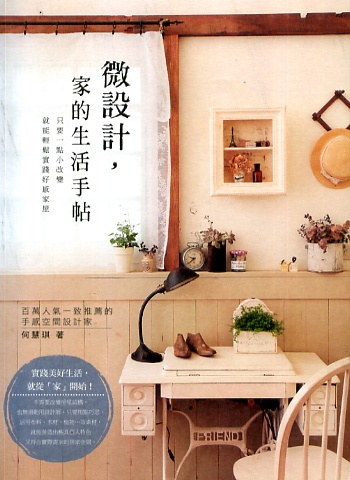 微設計，
家的生活手帖
只要一點小改變
就能輕鬆實踐好感家屋
百萬人氣一致推薦的
手感空間設計家
何慧琪 著
實踐美好生活，
就從「家」開始！
FRIEND